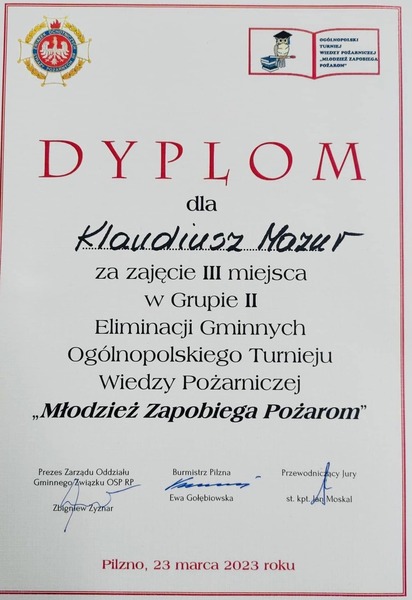 OGÓLNOPOLSKI
TURNIEJ
WIEDZY POŻARNICZEJ
„MŁODZIEŻ ZAPOBIEGA
POŻAROM”
DYPLOM
dla
Klaudiusz Mazur
za zajęcie III miejsca
w Grupie II
Eliminacji Gminnych
Ogólnopolskiego Turnieju
Wiedzy Pożarniczej
„Młodzież Zapobiega Pożarom”
Prezes Zarządu Oddziału
Gminnego Związku OSP RP
Zbigniew Żyznar
Burmistrz Pilzna
Ewa Gołębiowska
Przewodniczący Jury
st. kpt. Jan Moskal
Pilzno, 23 marca 2023 roku